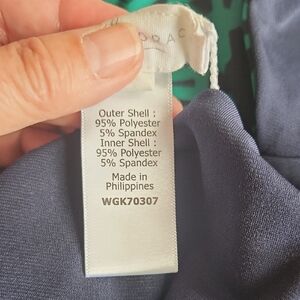 Outer Shell :
95% Polyester
5% Spandex
Inner Shell :
95% Polyester
5% Spandex
Made in
Philippines
WGK70307